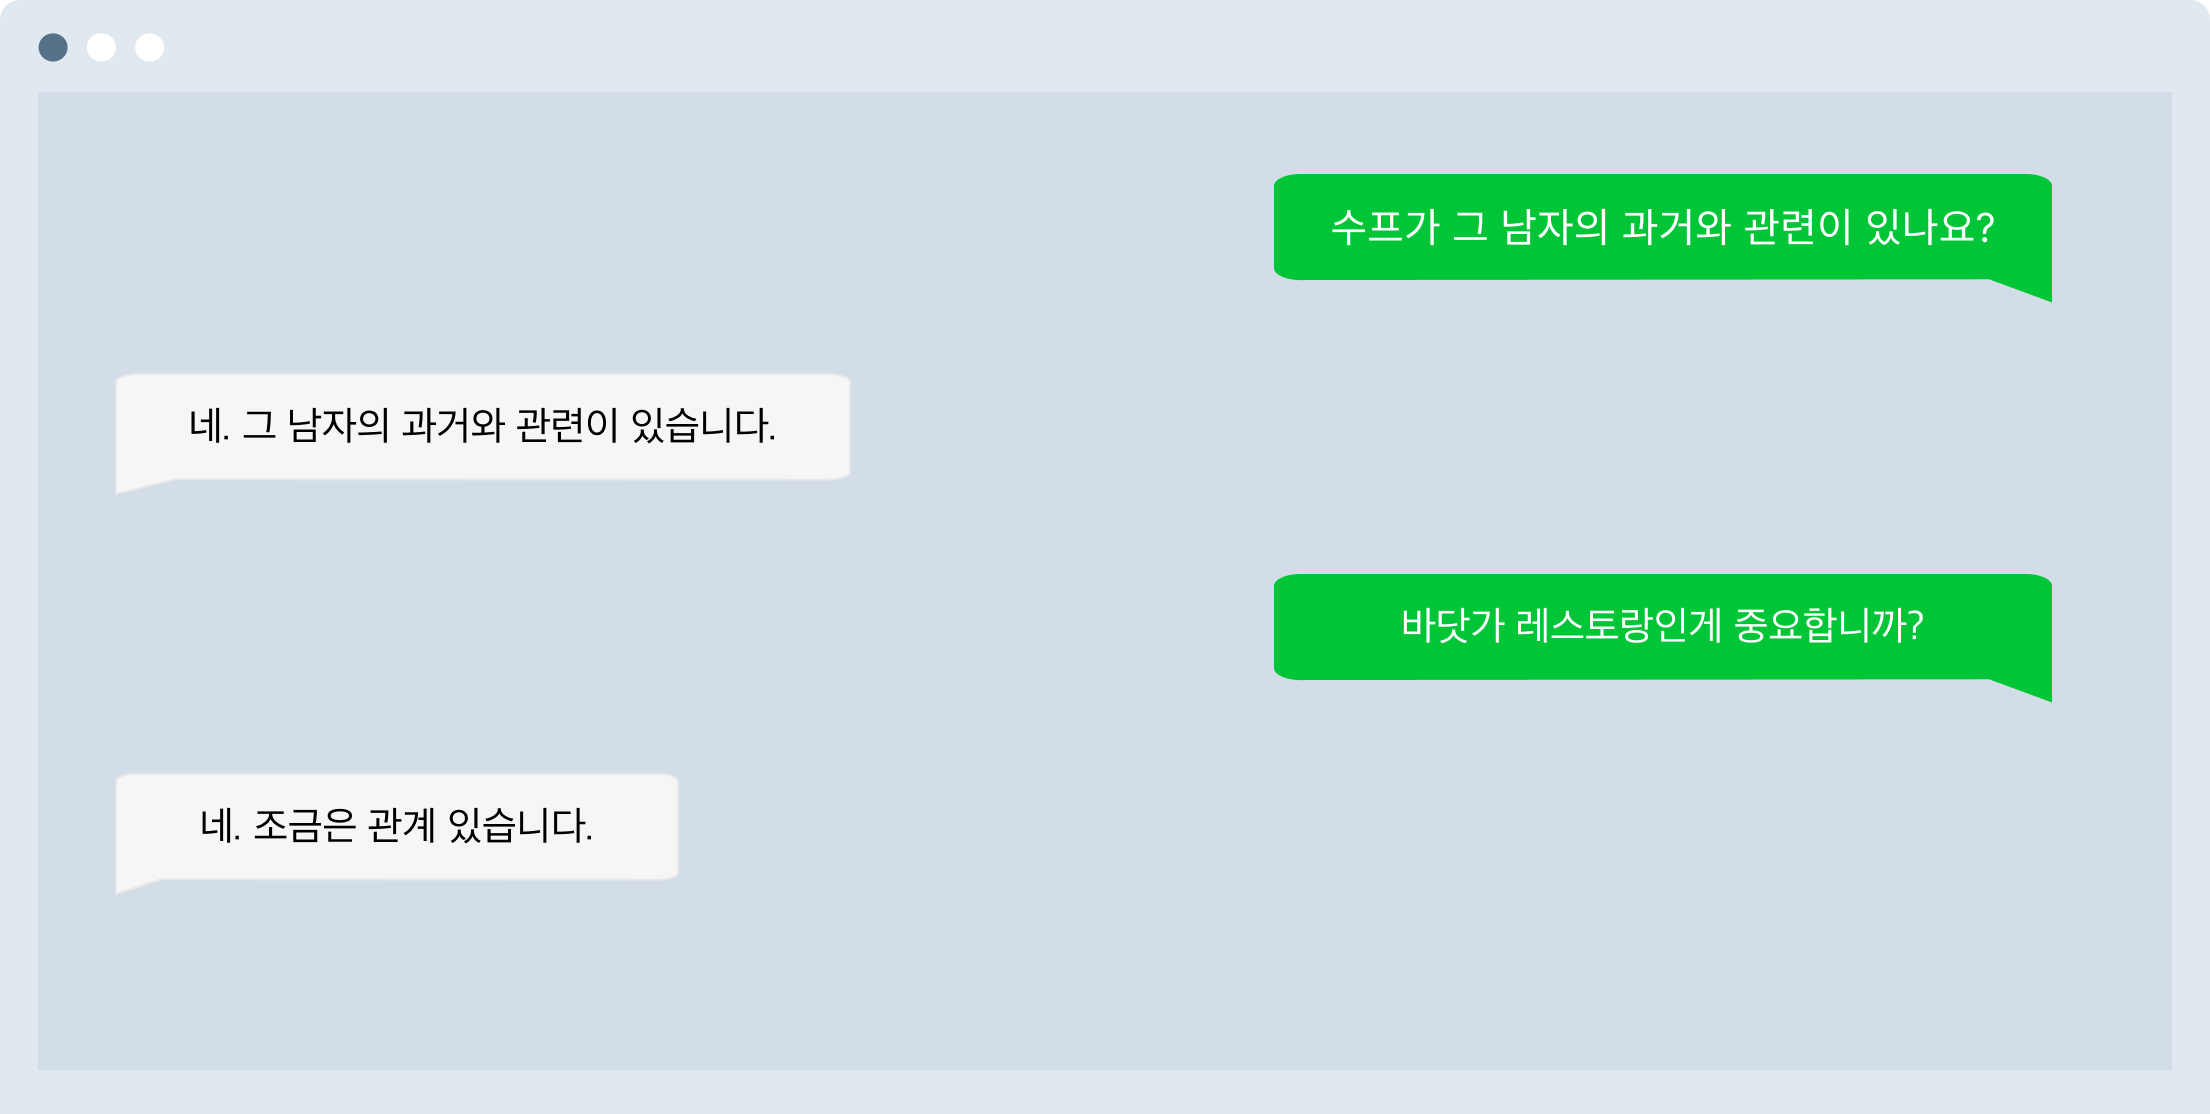 수프가 그 남자의 과거와 관련이 있나요?
네. 그 남자의 과거와 관련이 있습니다.
바닷가 레스토랑인게 중요합니까?
네. 조금은 관계 있습니다.